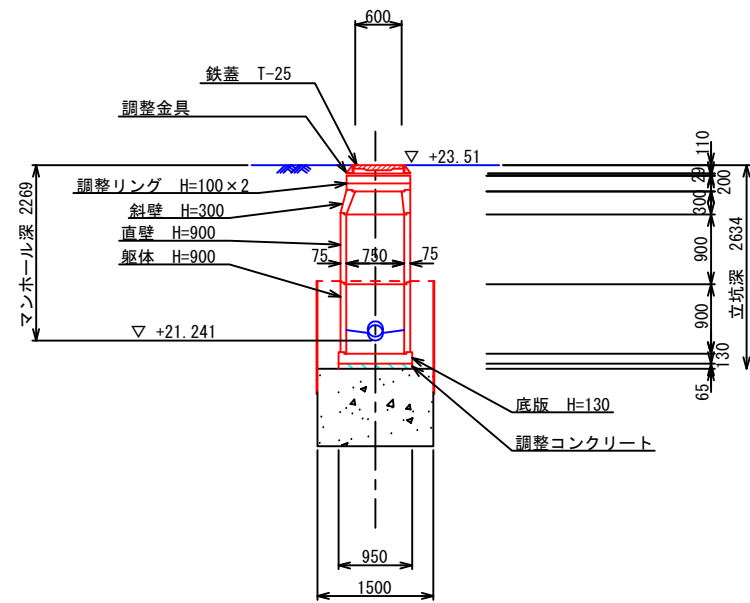 600
鉄蓋 T-25
調整金具
▽ +23.51
調整リング H=100×2
斜壁 H=300
直壁 H=900
躯体 H=900
75
750
75
マンホール深 2269
▽ +21.241
110
29
200
300
900
900
130
65
立坑深 2634
底版 H=130
調整コンクリート
950
1500